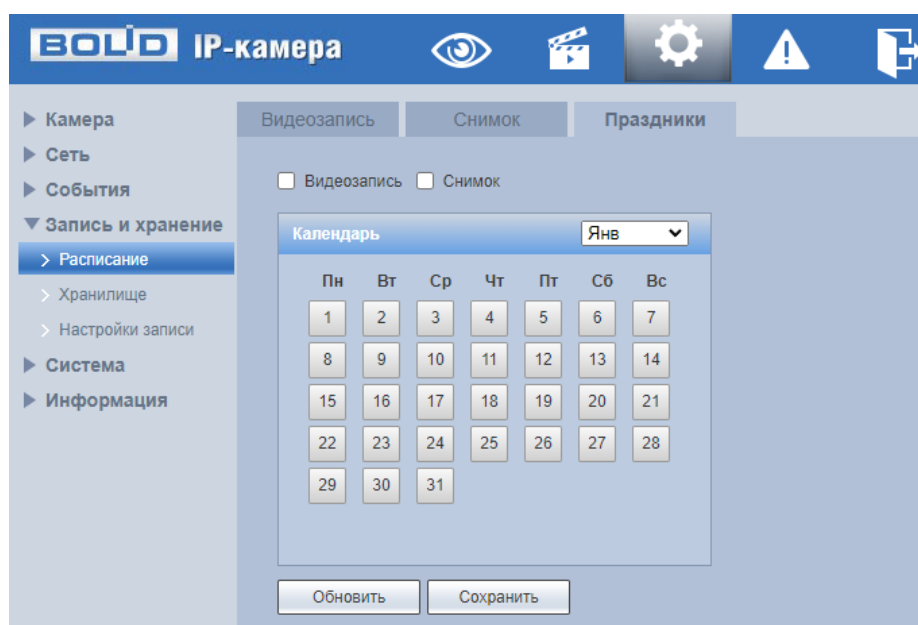 BOLID IP-камера
Видеозапись Снимок Праздники
Камера
Сеть
События
Запись и хранение
Расписание
Хранилище
Настройки записи
Система
Информация
Видеозапись Снимок
Календарь Янв
Пн Вт Ср Чт Пт Сб Вс
1 2 3 4 5 6 7
8 9 10 11 12 13 14
15 16 17 18 19 20 21
22 23 24 25 26 27 28
29 30 31
Обновить Сохранить